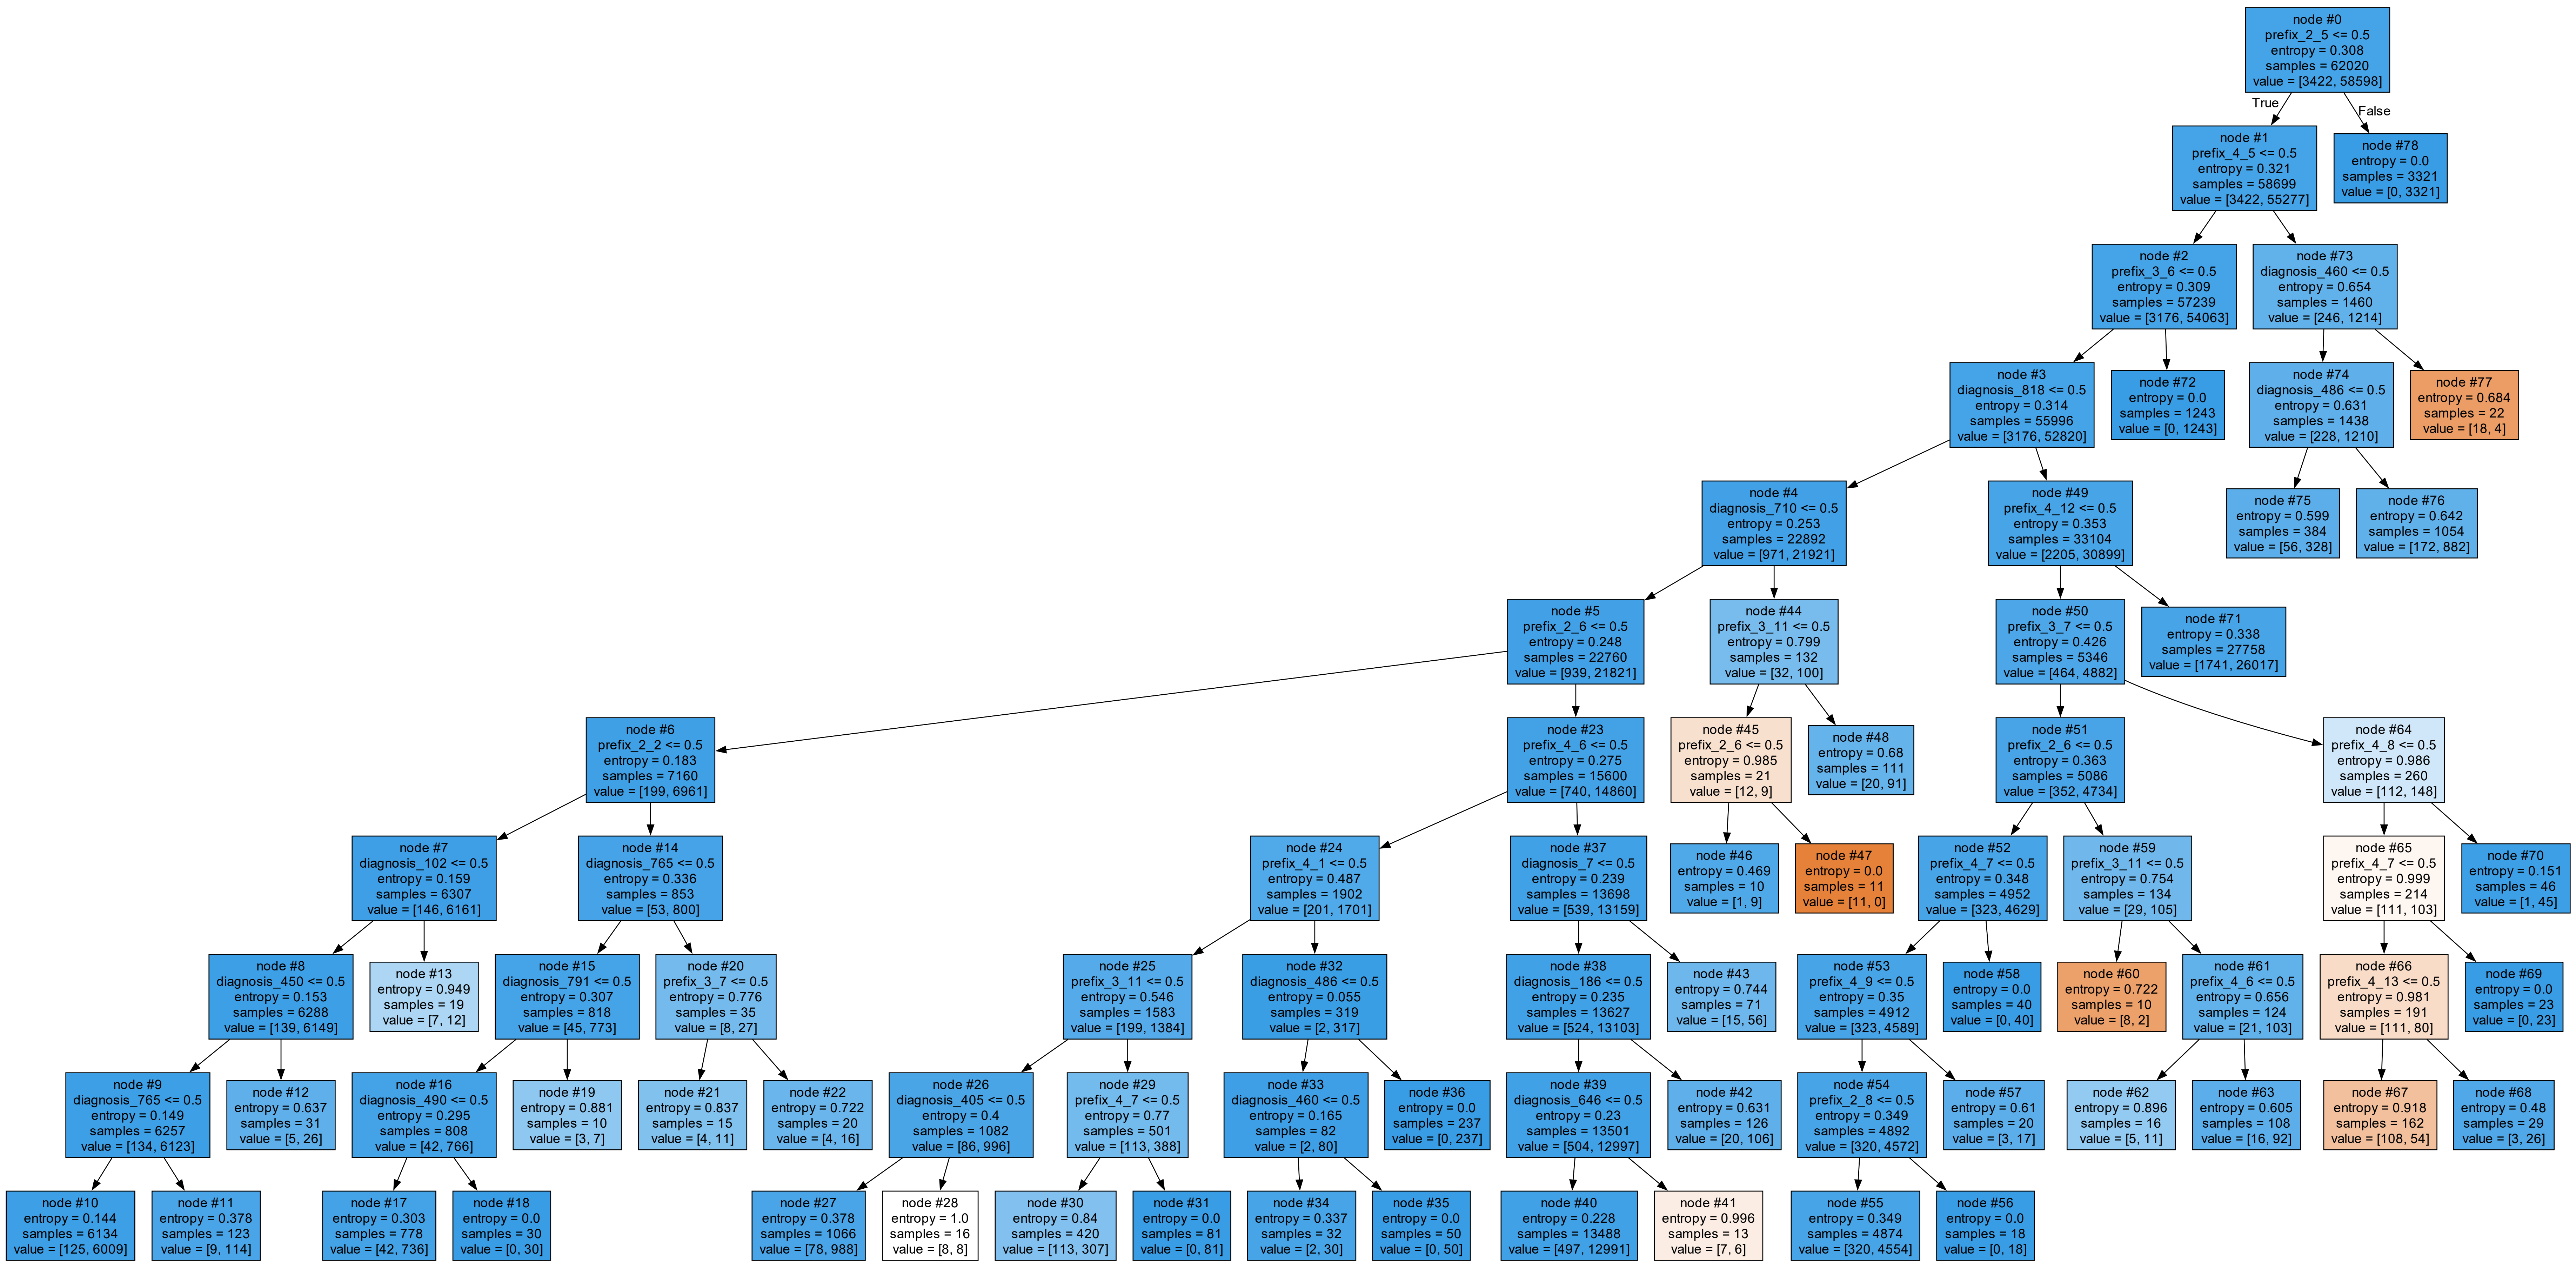 node #0
prefix_2_5 <= 0.5
entropy = 0.308
samples = 62020
value = [3422, 58598]
True
False
node #1
prefix_4_5 <= 0.5
entropy = 0.321
samples = 58699
value = [3422, 55277]
node #78
entropy = 0.0
samples = 3321
value = [0, 3321]
node #2
prefix_3_6 <= 0.5
entropy = 0.309
samples = 57239
value = [3176, 54063]
node #73
diagnosis_460 <= 0.5
entropy = 0.654
samples = 1460
value = [246, 1214]
node #3
diagnosis_818 <= 0.5
entropy = 0.314
samples = 55996
value = [3176, 52820]
node #72
entropy = 0.0
samples = 1243
value = [0, 1243]
node #74
diagnosis_486 <= 0.5
entropy = 0.631
samples = 1438
value = [228, 1210]
node #77
entropy = 0.684
samples = 22
value = [18, 4]
node #4
diagnosis_710 <= 0.5
entropy = 0.253
samples = 22892
value = [971, 21921]
node #49
prefix_4_12 <= 0.5
entropy = 0.353
samples = 33104
value = [2205, 30899]
node #75
entropy = 0.599
samples = 384
value = [56, 328]
node #76
entropy = 0.642
samples = 1054
value = [172, 882]
node #5
prefix_2_6 <= 0.5
entropy = 0.248
samples = 22760
value = [939, 21821]
node #44
prefix_3_11 <= 0.5
entropy = 0.799
samples = 132
value = [32, 100]
node #50
prefix_3_7 <= 0.5
entropy = 0.426
samples = 5346
value = [464, 4882]
node #71
entropy = 0.338
samples = 27758
value = [1741, 26017]
node #6
prefix_2_2 <= 0.5
entropy = 0.183
samples = 7160
value = [199, 6961]
node #23
prefix_4_6 <= 0.5
entropy = 0.275
samples = 15600
value = [740, 14860]
node #45
prefix_2_6 <= 0.5
entropy = 0.985
samples = 21
value = [12, 9]
node #48
entropy = 0.68
samples = 111
value = [20, 91]
node #51
prefix_2_6 <= 0.5
entropy = 0.363
samples = 5086
value = [352, 4734]
node #64
prefix_4_8 <= 0.5
entropy = 0.986
samples = 260
value = [112, 148]
node #7
diagnosis_102 <= 0.5
entropy = 0.159
samples = 6307
value = [146, 6161]
node #14
diagnosis_765 <= 0.5
entropy = 0.336
samples = 853
value = [53, 800]
node #24
prefix_4_1 <= 0.5
entropy = 0.487
samples = 1902
value = [201, 1701]
node #37
diagnosis_7 <= 0.5
entropy = 0.239
samples = 13698
value = [539, 13159]
node #46
entropy = 0.469
samples = 10
value = [1, 9]
node #47
entropy = 0.0
samples = 11
value = [11, 0]
node #52
prefix_4_7 <= 0.5
entropy = 0.348
samples = 4952
value = [323, 4629]
node #59
prefix_3_11 <= 0.5
entropy = 0.754
samples = 134
value = [29, 105]
node #65
prefix_4_7 <= 0.5
entropy = 0.999
samples = 214
value = [111, 103]
node #70
entropy = 0.151
samples = 46
value = [1, 45]
node #8
diagnosis_450 <= 0.5
entropy = 0.153
samples = 6288
value = [139, 6149]
node #13
entropy = 0.949
samples = 19
value = [7, 12]
node #15
diagnosis_791 <= 0.5
entropy = 0.307
samples = 818
value = [45, 773]
node #20
prefix_3_7 <= 0.5
entropy = 0.776
samples = 35
value = [8, 27]
node #25
prefix_3_11 <= 0.5
entropy = 0.546
samples = 1583
value = [199, 1384]
node #32
diagnosis_486 <= 0.5
entropy = 0.055
samples = 319
value = [2, 317]
node #38
diagnosis_186 <= 0.5
entropy = 0.235
samples = 13627
value = [524, 13103]
node #43
entropy = 0.744
samples = 71
value = [15, 56]
node #53
prefix_4_9 <= 0.5
entropy = 0.35
samples = 4912
value = [323, 4589]
node #58
entropy = 0.0
samples = 40
value = [0, 40]
node #60
entropy = 0.722
samples = 10
value = [8, 2]
node #61
prefix_4_6 <= 0.5
entropy = 0.656
samples = 124
value = [21, 103]
node #66
prefix_4_13 <= 0.5
entropy = 0.981
samples = 191
value = [111, 80]
node #69
entropy = 0.0
samples = 23
value = [0, 23]
node #9
diagnosis_765 <= 0.5
entropy = 0.149
samples = 6257
value = [134, 6123]
node #12
entropy = 0.637
samples = 31
value = [5, 26]
node #16
diagnosis_490 <= 0.5
entropy = 0.295
samples = 808
value = [42, 766]
node #19
entropy = 0.881
samples = 10
value = [3, 7]
node #21
entropy = 0.837
samples = 15
value = [4, 11]
node #22
entropy = 0.722
samples = 20
value = [4, 16]
node #26
diagnosis_405 <= 0.5
entropy = 0.4
samples = 1082
value = [86, 996]
node #29
prefix_4_7 <= 0.5
entropy = 0.77
samples = 501
value = [113, 388]
node #33
diagnosis_460 <= 0.5
entropy = 0.165
samples = 82
value = [2, 80]
node #36
entropy = 0.0
samples = 237
value = [0, 237]
node #39
diagnosis_646 <= 0.5
entropy = 0.23
samples = 13501
value = [504, 12997]
node #42
entropy = 0.631
samples = 126
value = [20, 106]
node #54
prefix_2_8 <= 0.5
entropy = 0.349
samples = 4892
value = [320, 4572]
node #57
entropy = 0.61
samples = 20
value = [3, 17]
node #62
entropy = 0.896
samples = 16
value = [5, 11]
node #63
entropy = 0.605
samples = 108
value = [16, 92]
node #67
entropy = 0.918
samples = 162
value = [108, 54]
node #68
entropy = 0.48
samples = 29
value = [3, 26]
node #10
entropy = 0.144
samples = 6134
value = [125, 6009]
node #11
entropy = 0.378
samples = 123
value = [9, 114]
node #17
entropy = 0.303
samples = 778
value = [42, 736]
node #18
entropy = 0.0
samples = 30
value = [0, 30]
node #27
entropy = 0.378
samples = 1066
value = [78, 988]
node #28
entropy = 1.0
samples = 16
value = [8, 8]
node #30
entropy = 0.84
samples = 420
value = [113, 307]
node #31
entropy = 0.0
samples = 81
value = [0, 81]
node #34
entropy = 0.337
samples = 32
value = [2, 30]
node #35
entropy = 0.0
samples = 50
value = [0, 50]
node #40
entropy = 0.228
samples = 13488
value = [497, 12991]
node #41
entropy = 0.996
samples = 13
value = [7, 6]
node #55
entropy = 0.349
samples = 4874
value = [320, 4554]
node #56
entropy = 0.0
samples = 18
value = [0, 18]